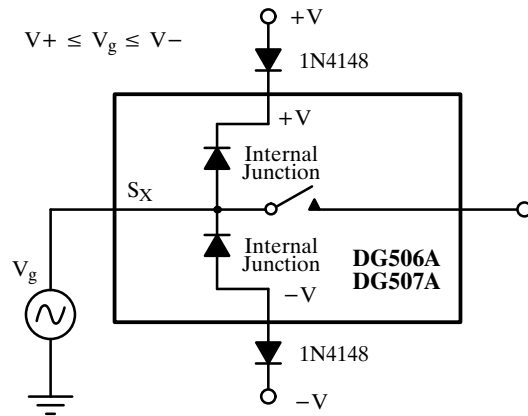 +V
V+ ≤ Vg ≤ V−
1N4148
+V
Internal
Junction
SX
Internal
Junction
DG506A
DG507A
Vg
−V
1N4148
−V